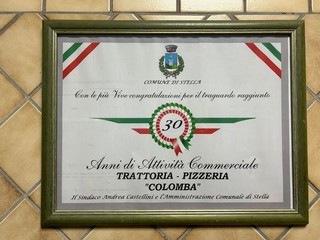 COMUNE DI STELLA
Con le più Vive congratulazioni per il traguardo raggiunto
30
Anni di Attività Commerciale
TRATTORIA - PIZZERIA
"COLOMBA"
Il Sindaco Andrea Castellini e l'Amministrazione Comunale di Stella